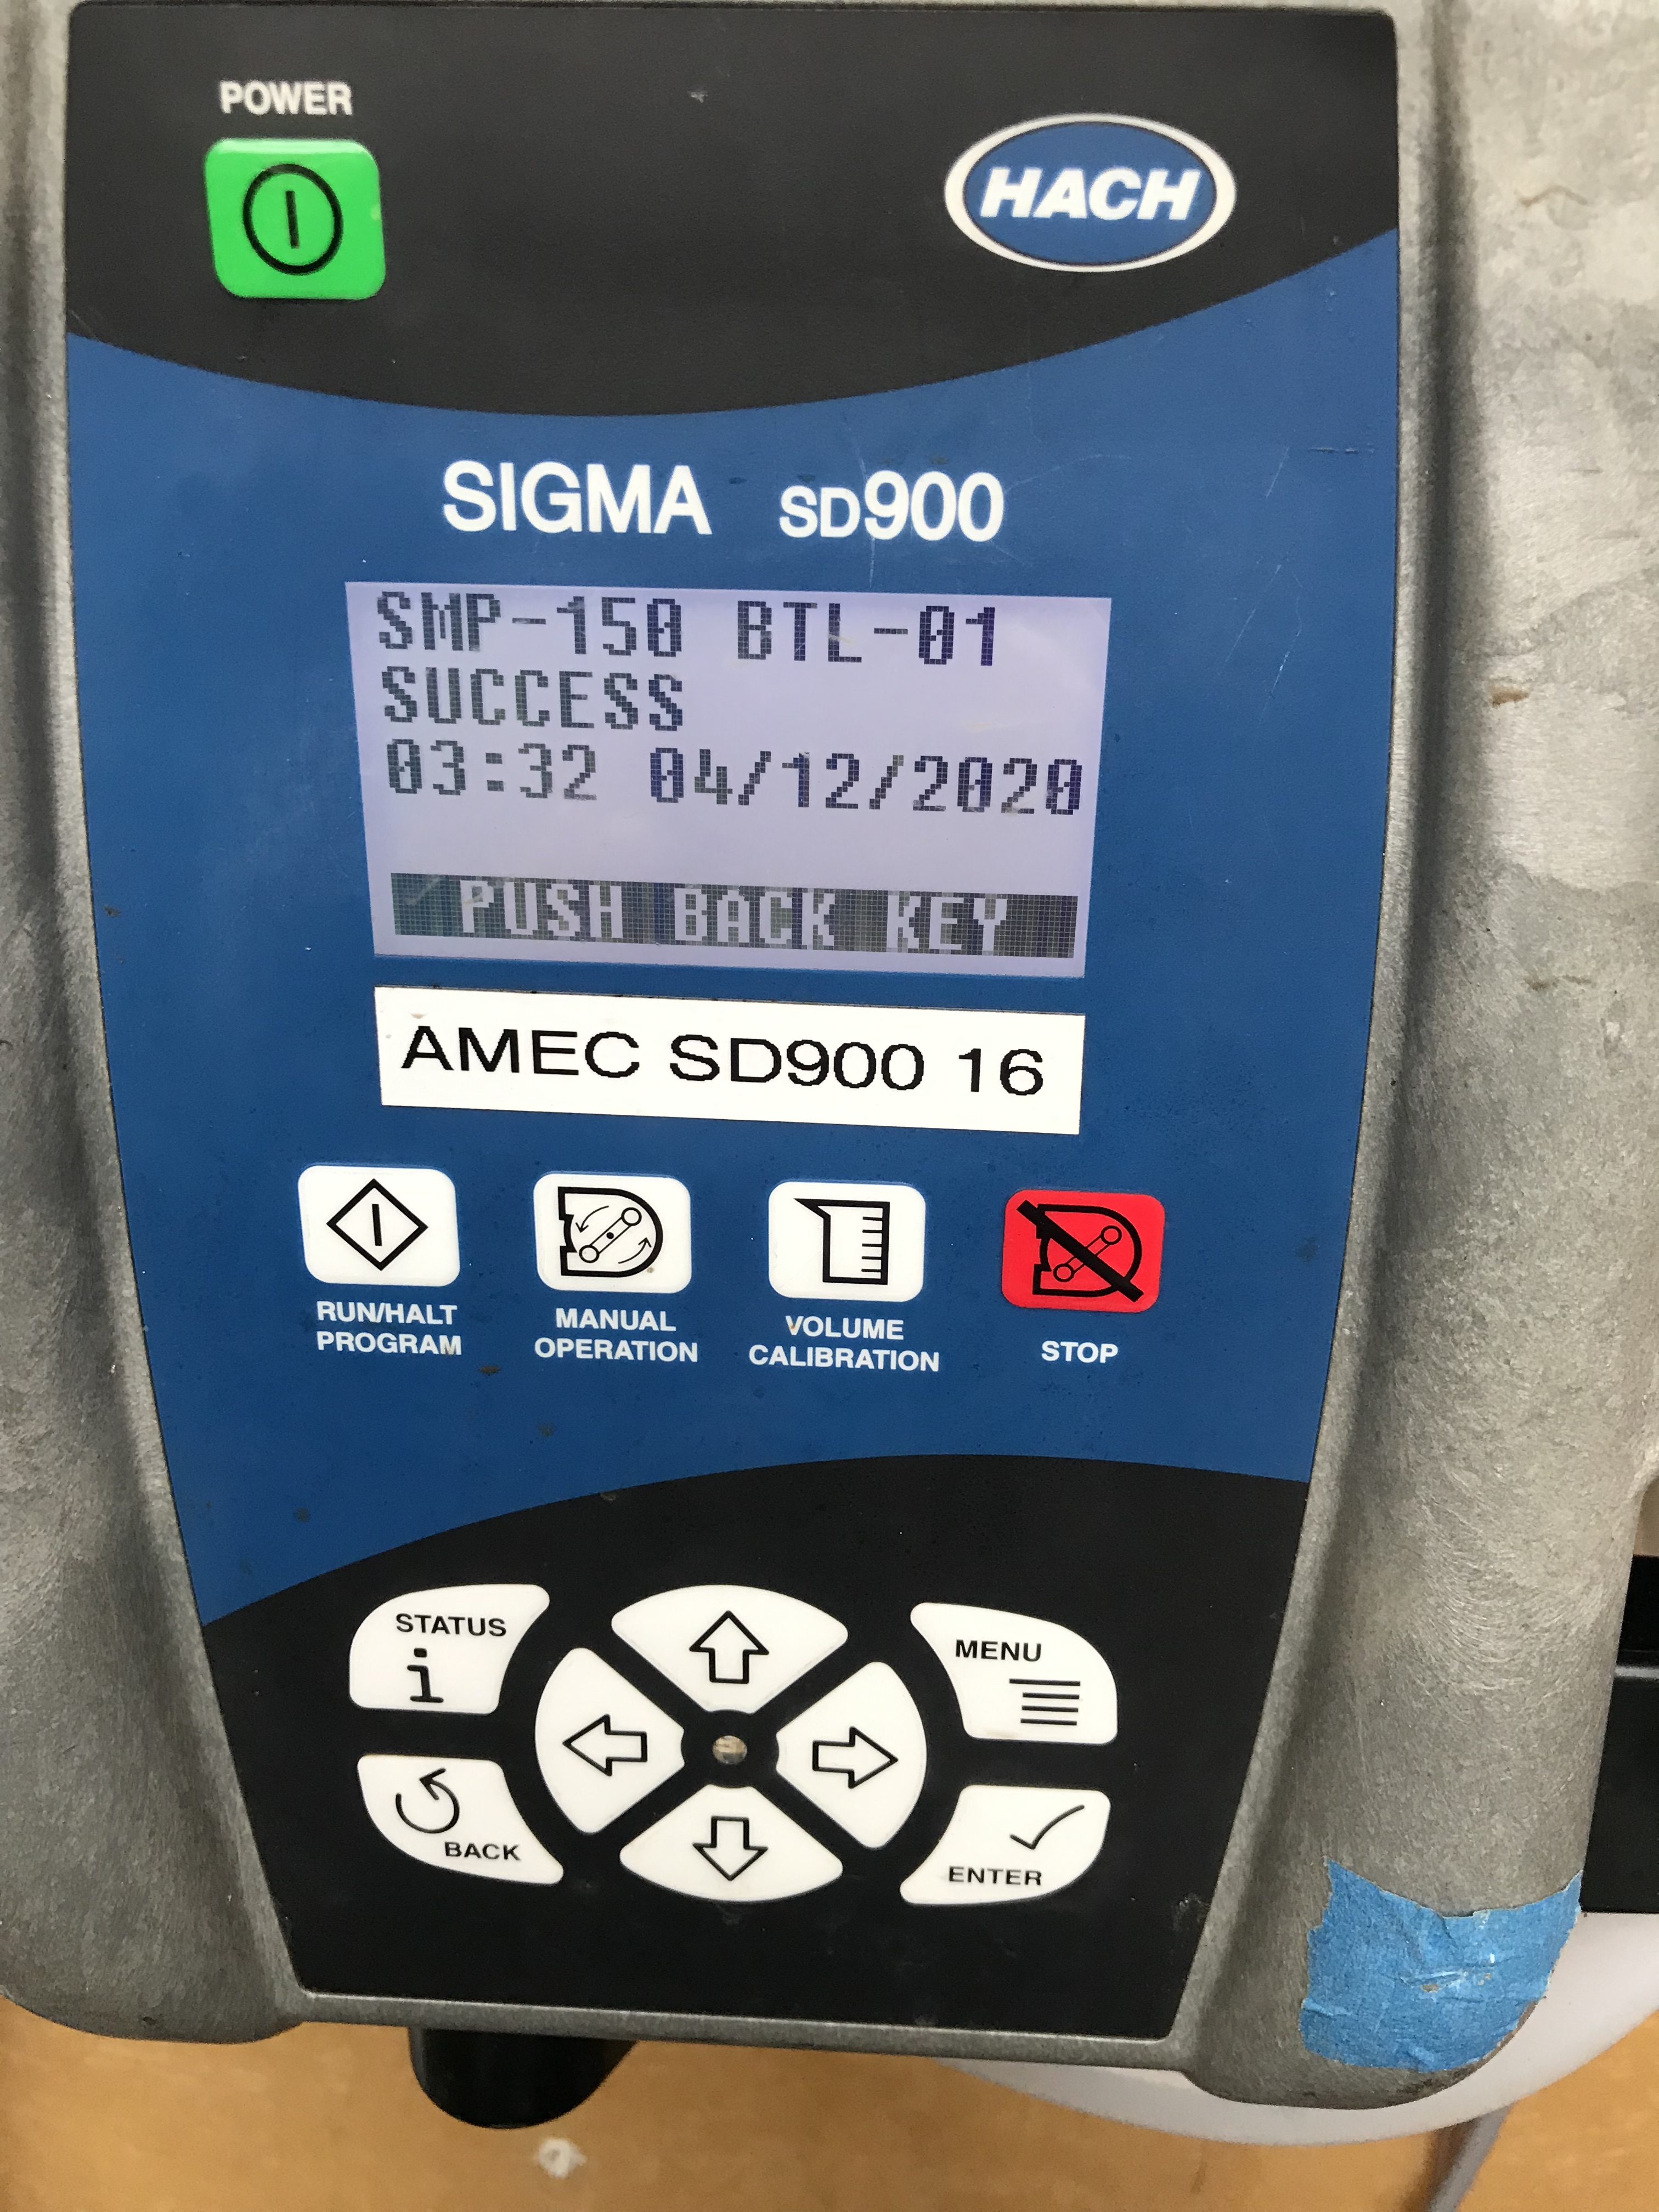 POWER
HACH
SIGMA SD900
SMP-150 BTL-01
SUCCESS
03:32 04/12/2020
PUSH BACK KEY
AMEC SD900 16
RUN/HALT
PROGRAM
MANUAL
OPERATION
VOLUME
CALIBRATION
STOP
STATUS
i
MENU
BACK
ENTER